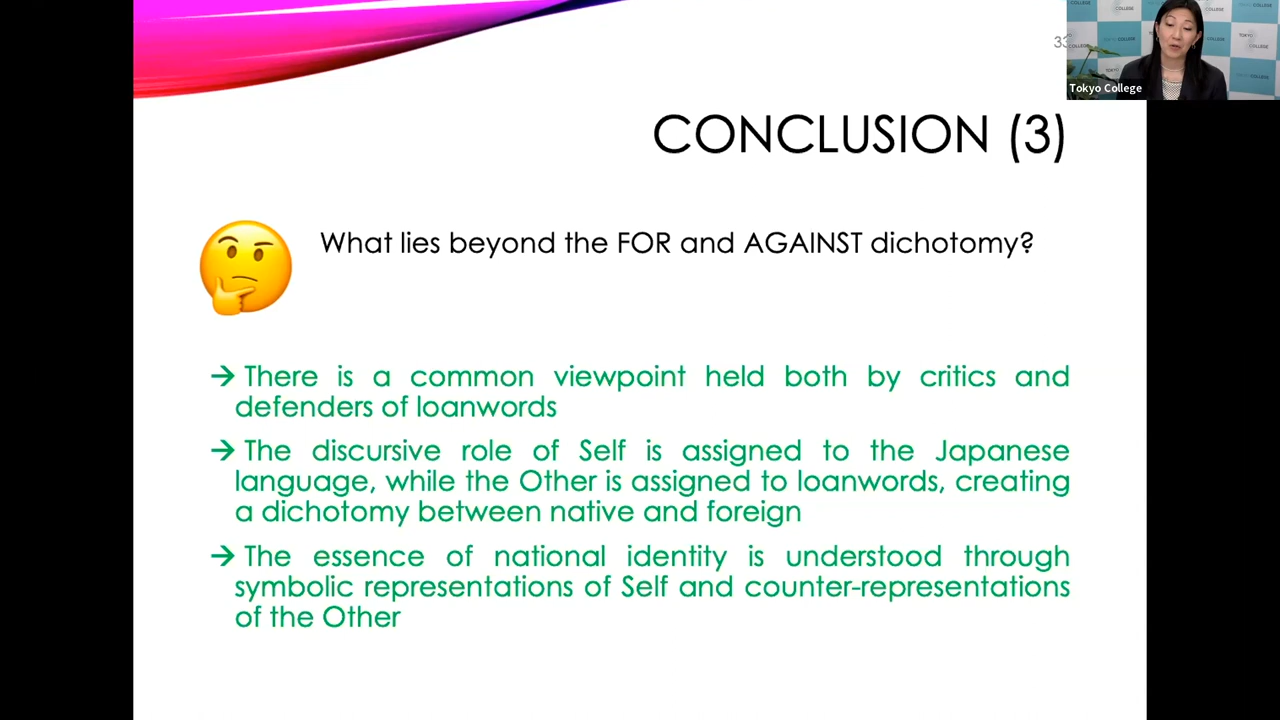 33
TOKYO COLLEGE
Tokyo College
CONCLUSION (3)
What lies beyond the FOR and AGAINST dichotomy?
→ There is a common viewpoint held both by critics and
defenders of loanwords
→ The discursive role of Self is assigned to the Japanese
language, while the Other is assigned to loanwords, creating
a dichotomy between native and foreign
→ The essence of national identity is understood through
symbolic representations of Self and counter-representations
of the Other